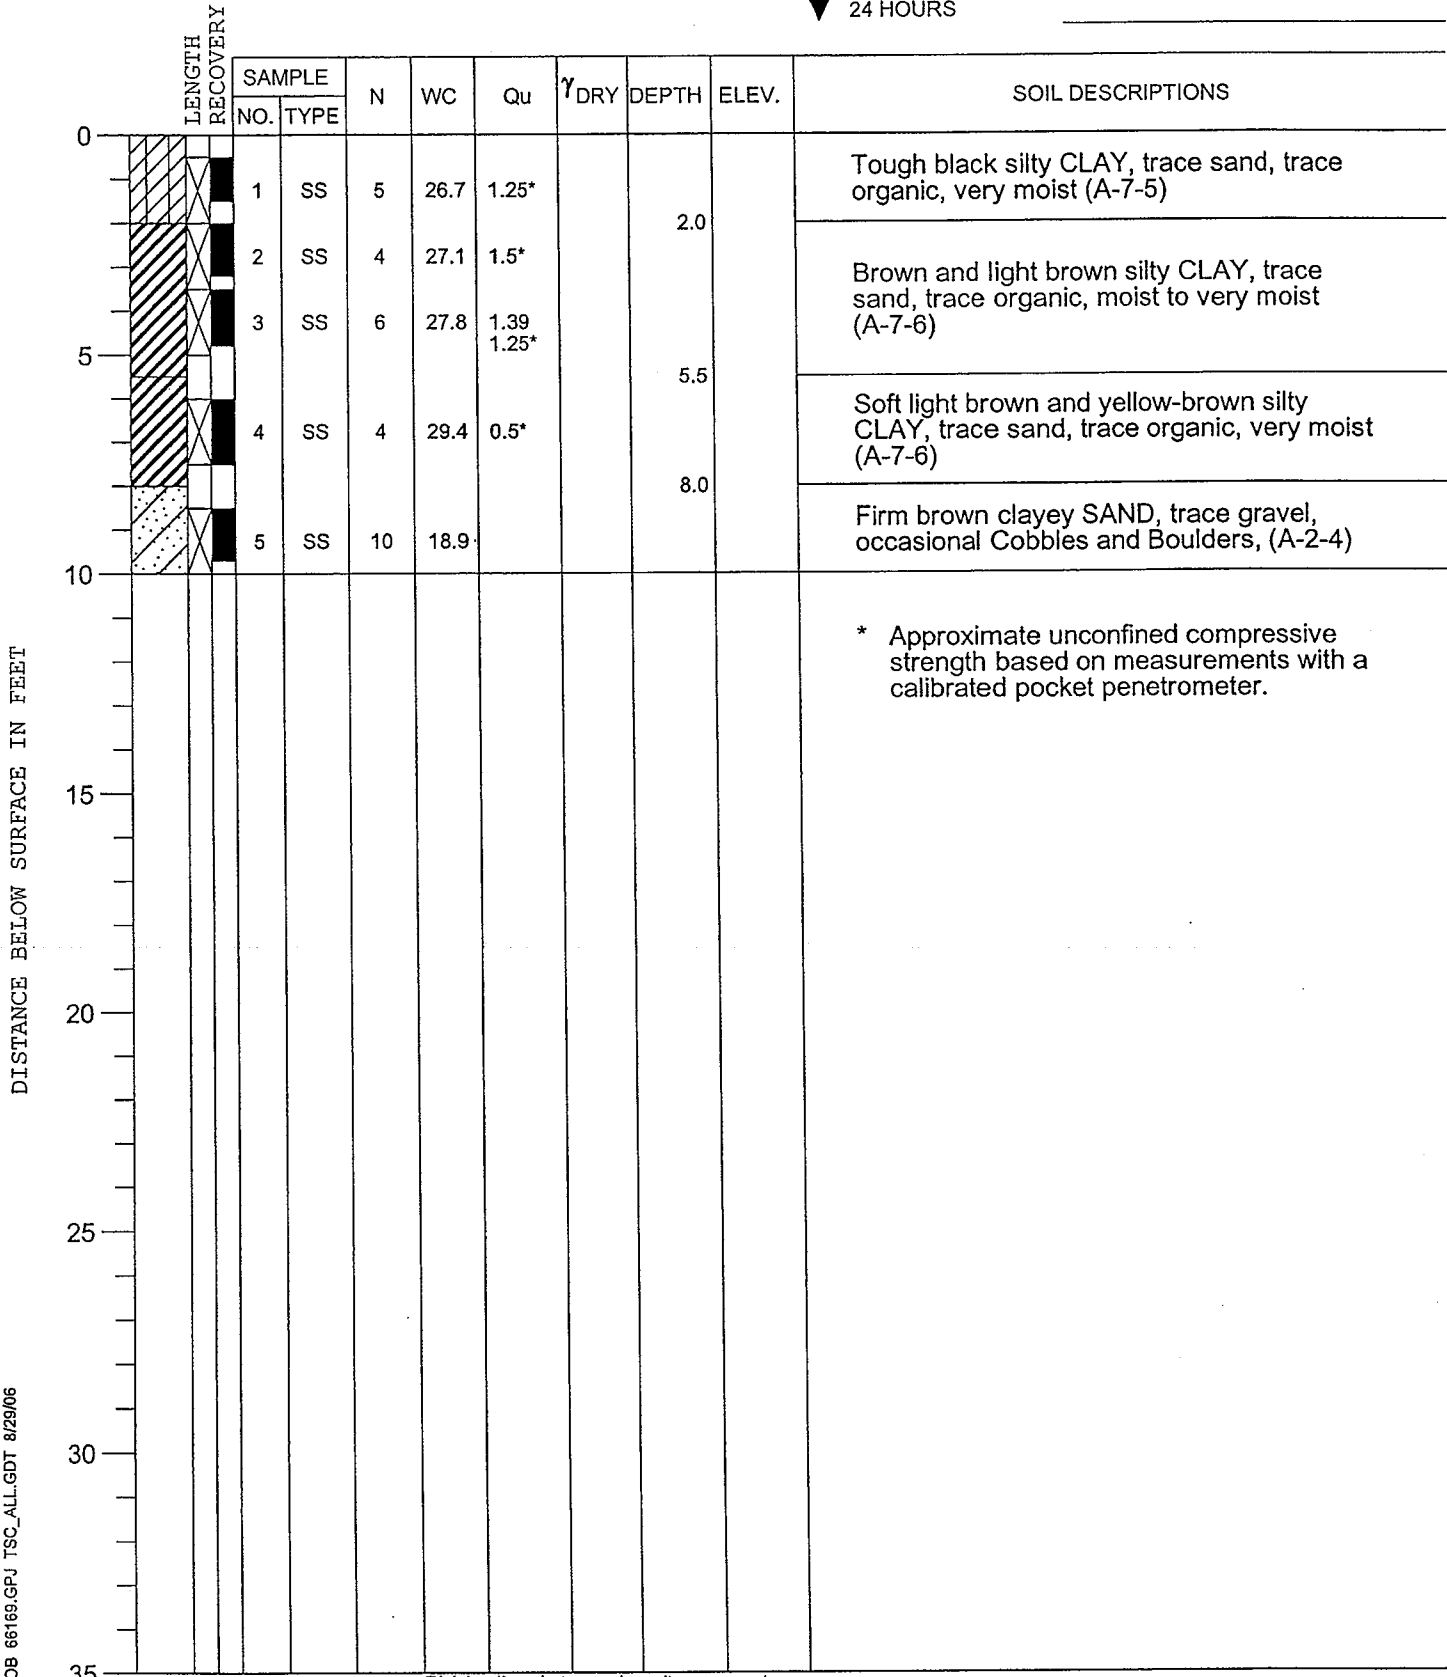 24 HOURS
LENGTH
RECOVERY
SAMPLE
NO. TYPE N WC Qu γDRY DEPTH ELEV. SOIL DESCRIPTIONS
0
Tough black silty CLAY, trace sand, trace
organic, very moist (A-7-5)
1 SS 5 26.7 1.25*
2.0
2 SS 4 27.1 1.5*
Brown and light brown silty CLAY, trace
sand, trace organic, moist to very moist
(A-7-6)
3 SS 6 27.8 1.39
1.25*
5
5.5
Soft light brown and yellow-brown silty
CLAY, trace sand, trace organic, very moist
(A-7-6)
4 SS 4 29.4 0.5*
8.0
Firm brown clayey SAND, trace gravel,
occasional Cobbles and Boulders, (A-2-4)
5 SS 10 18.9
10
* Approximate unconfined compressive
strength based on measurements with a
calibrated pocket penetrometer.
15
20
25
30
35
DISTANCE BELOW SURFACE IN FEET
OB 66169.GPJ TSC_ALL.GDT 8/29/06